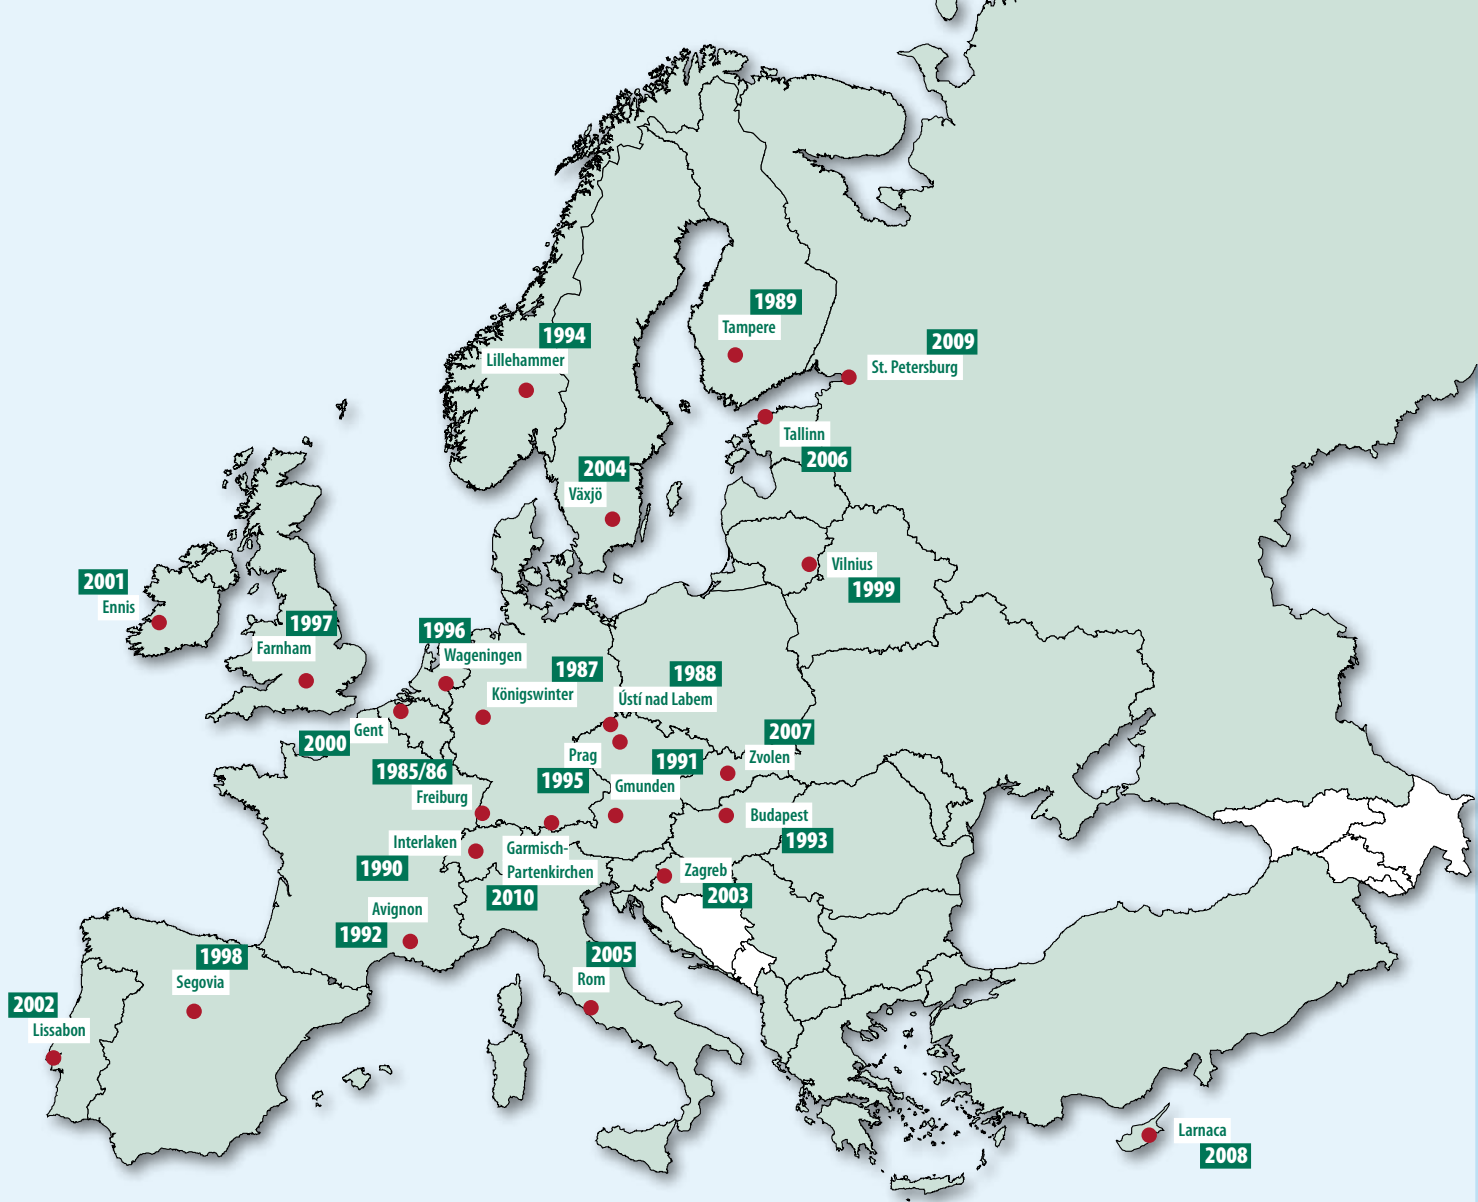 1989
Tampere
1994
Lillehammer
2009
St. Petersburg
Tallinn
2006
2004
Växjö
Vilnius
1999
2001
Ennis
1997
Farnham
1996
Wageningen
1987
Königswinter
1988
Ústí nad Labem
Gent
2000
Prag
1991
2007
Zvolen
1985/86
Freiburg
1995
Gmunden
Budapest
1993
Interlaken
1990
Garmisch-
Partenkirchen
2010
Zagreb
2003
Avignon
1992
1998
Segovia
2005
Rom
2002
Lissabon
Larnaca
2008